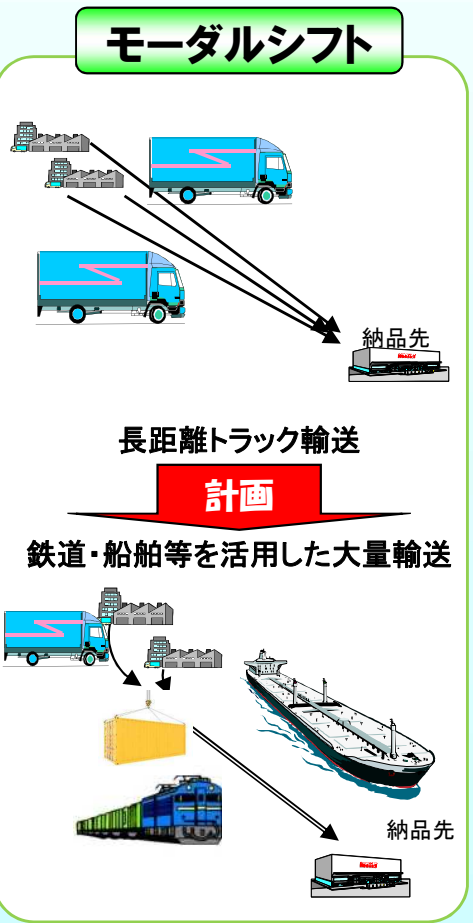 モーダルシフト
納品先
長距離トラック輸送
計画
鉄道・船舶等を活用した大量輸送
納品先